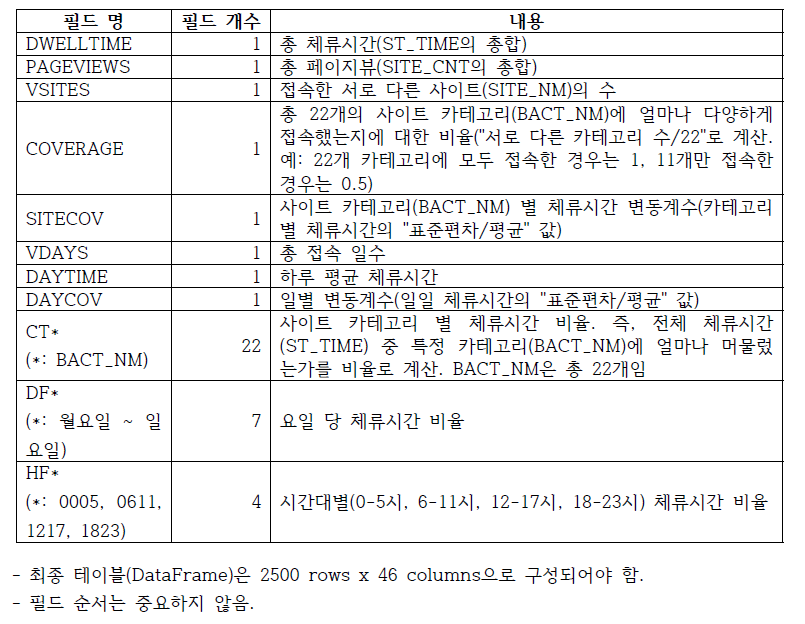 필드 명 필드 개수 내용
DWELLTIME 1 총 체류시간(ST_TIME의 총합)
PAGEVIEWS 1 총 페이지뷰(SITE_CNT의 총합)
VSITES 1 접속한 서로 다른 사이트(SITE_NM)의 수
COVERAGE 1 총 22개의 사이트 카테고리(BACT_NM)에 얼마나 다양하게
접속했는지에 대한 비율("서로 다른 카테고리 수/22"로 계산.
예: 22개 카테고리에 모두 접속한 경우는 1, 11개만 접속한
경우는 0.5)
SITECOV 1 사이트 카테고리(BACT_NM) 별 체류시간 변동계수(카테고리
별 체류시간의 "표준편차/평균" 값)
VDAYS 1 총 접속 일수
DAYTIME 1 하루 평균 체류시간
DAYCOV 1 일별 변동계수(일일 체류시간의 "표준편차/평균" 값)
CT*
(*: BACT_NM)
22
사이트 카테고리 별 체류시간 비율. 즉, 전체 체류시간
(ST_TIME) 중 특정 카테고리(BACT_NM)에 얼마나 머물렀
는가를 비율로 계산. BACT_NM은 총 22개임
DF*
(*: 월요일 ~ 일
요일)
7 요일 당 체류시간 비율
HF*
(*: 0005, 0611,
1217, 1823)
4 시간대별(0-5시, 6-11시, 12-17시, 18-23시) 체류시간 비율
- 최종 테이블(DataFrame)은 2500 rows x 46 columns으로 구성되어야 함.
- 필드 순서는 중요하지 않음.